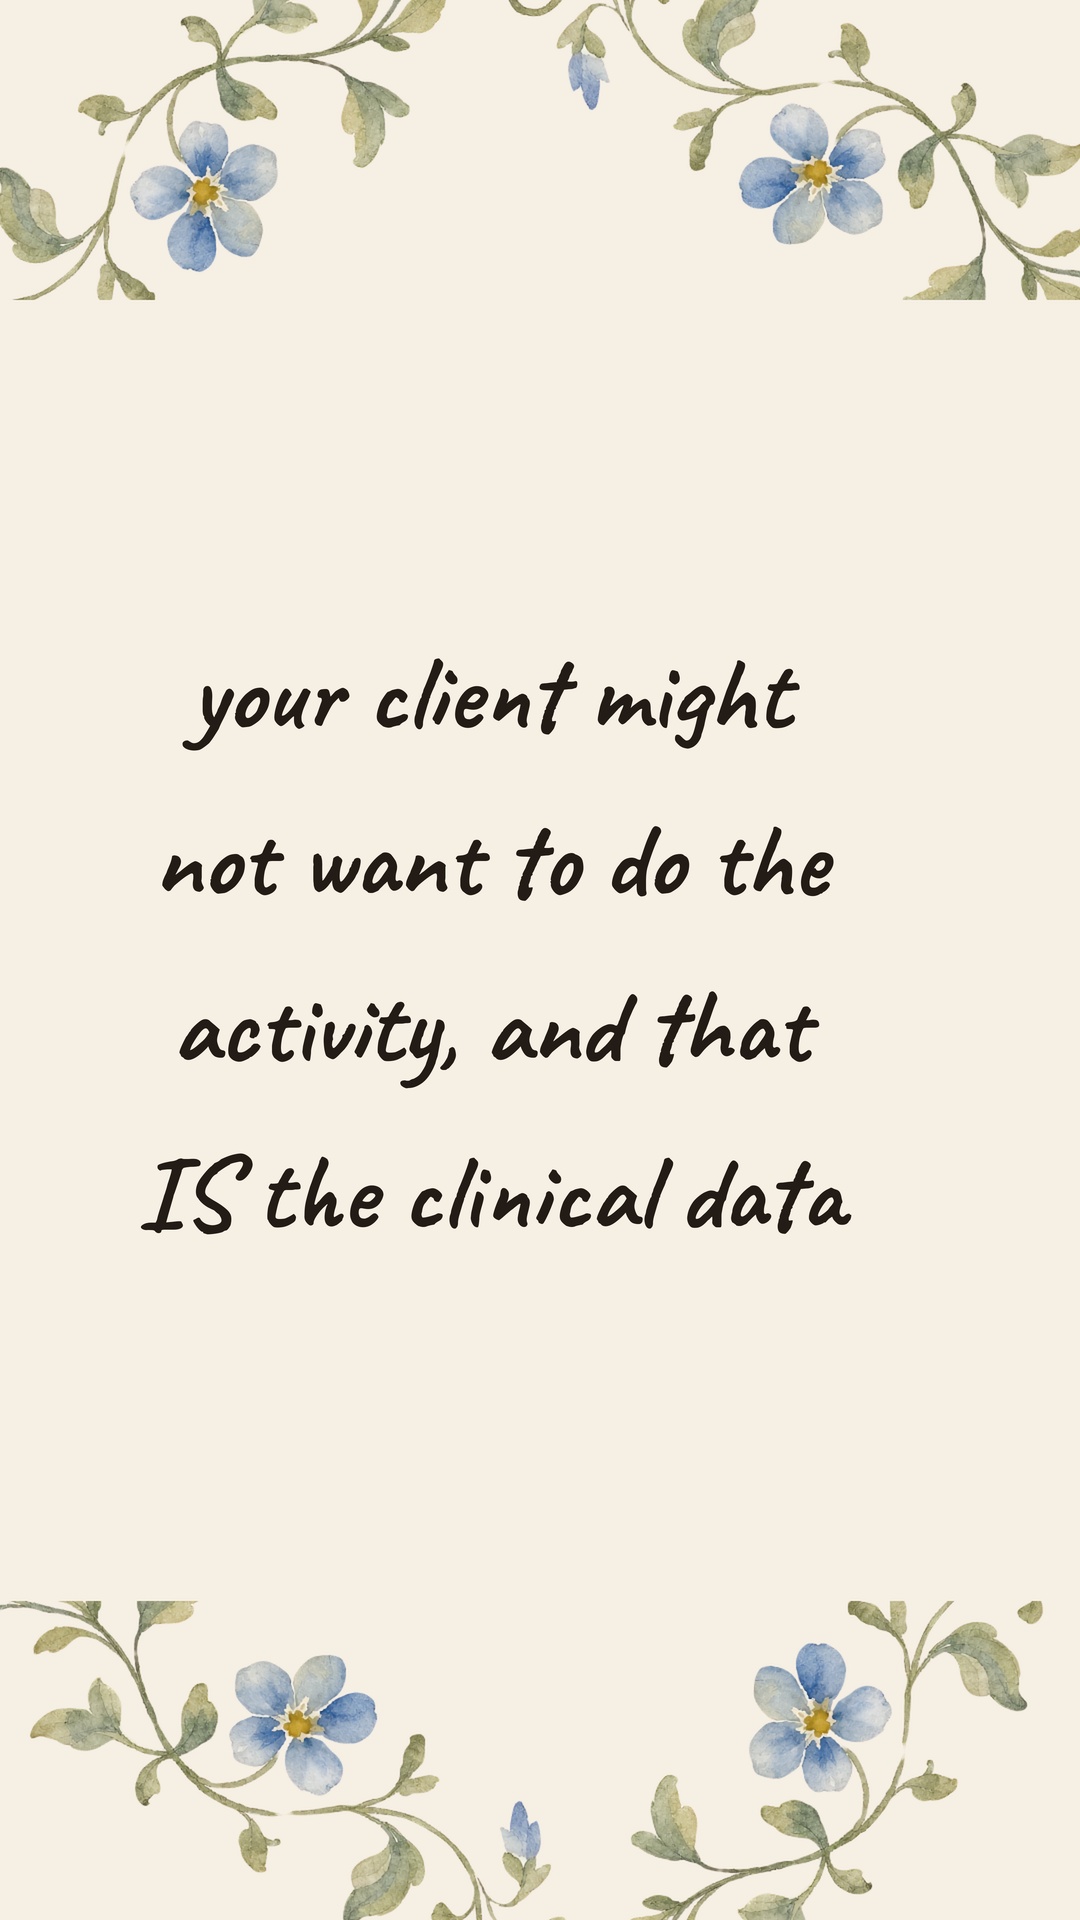 your client might
not want to do the
activity, and that
IS the clinical data